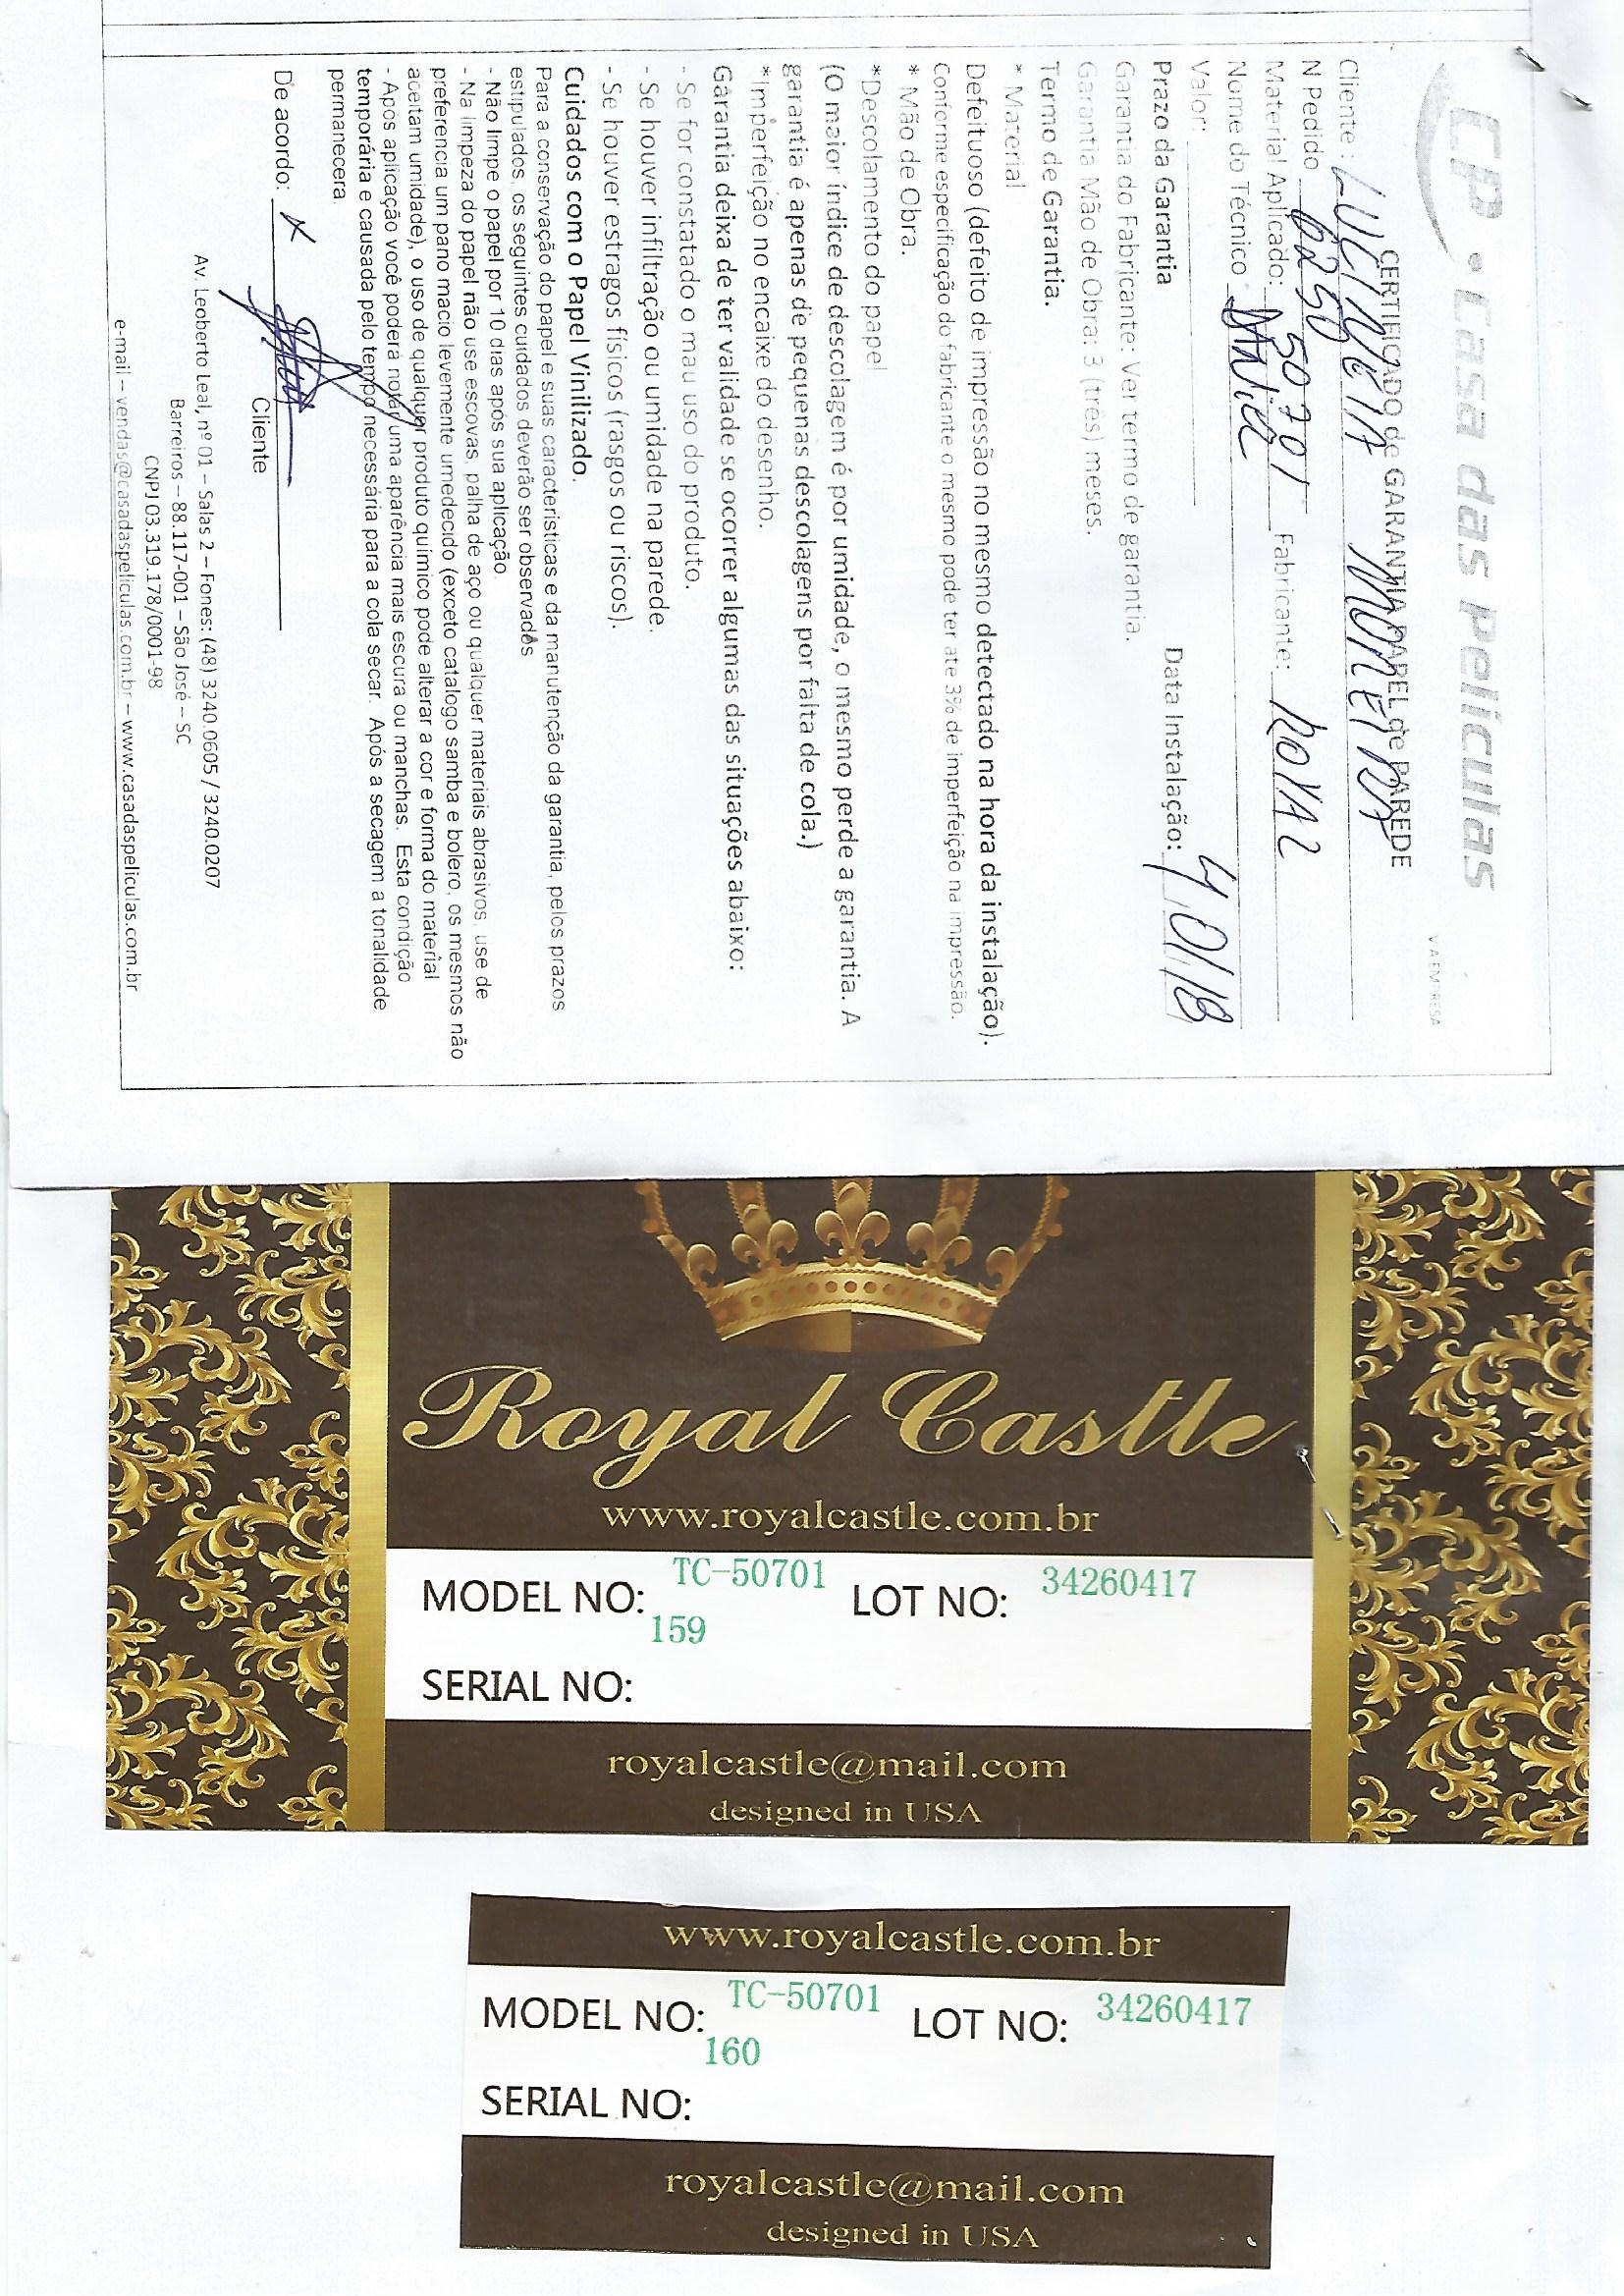 CP • Casa das películas
CERTIFICADO de GARANTIA PAPEL de PAREDE
Cliente: LUCIANA
N Pedido 6250
Material Aplicado: 50701 Fabricante: ROYAL
Nome do Técnico DANIEL
Valor:
Prazo da Garantia Data Instalação: 4/01/18
Garantia do Fabricante: Ver termo de garantia.
Garantia Mão de Obra: 3 (três) meses.
Termo de Garantia.
* Material
Defeituoso (defeito de impressão no mesmo detectado na hora da instalação).
Conforme especificação do fabricante o mesmo pode ter ate 3% de imperfeição na impressão.
* Mão de Obra.
*Descolamento do papel
(O maior índice de descolagem é por umidade, o mesmo perde a garantia. A
garantia é apenas de pequenas descolagens por falta de cola.)
*Imperfeição no encaixe do desenho.
Garantia deixa de ter validade se ocorrer algumas das situações abaixo:
- Se for constatado o mau uso do produto.
- Se houver infiltração ou umidade na parede.
- Se houver estragos físicos (rasgos ou riscos).
Cuidados com o Papel Vinilizado.
Para a conservação do papel e suas características e da manutenção da garantia, pelos prazos
estipulados, os seguintes cuidados deverão ser observados
- Não limpe o papel por 10 dias após sua aplicação.
- Na limpeza do papel não use escovas, palha de aço ou qualquer materiais abrasivos, use de
preferencia um pano macio levemente umedecido (exceto catalogo samba e bolero, os mesmos não
aceitam umidade), o uso de qualquer produto químico pode alterar a cor e forma do material
- Após aplicação você poderá notar uma aparência mais escura ou manchas. Esta condição
temporária e causada pelo tempo necessária para a cola secar. Após a secagem a tonalidade
permanecera.
De acordo: x
Cliente
Av. Leoberto Leal, nº 01 – Salas 2 – Fones: (48) 3240.0605 / 3240.0207
Barreiros – 88.117-001 – São José – SC
CNPJ 03.319.178/0001-98
e-mail – vendas@casadaspeliculas.com.br – www.casadaspeliculas.com.br
Royal Castle
www.royalcastle.com.br
MODEL NO: TC-50701 LOT NO: 34260417
159
SERIAL NO:
royalcastle@mail.com
designed in USA
www.royalcastle.com.br
MODEL NO: TC-50701 LOT NO: 34260417
160
SERIAL NO:
royalcastle@mail.com
designed in USA